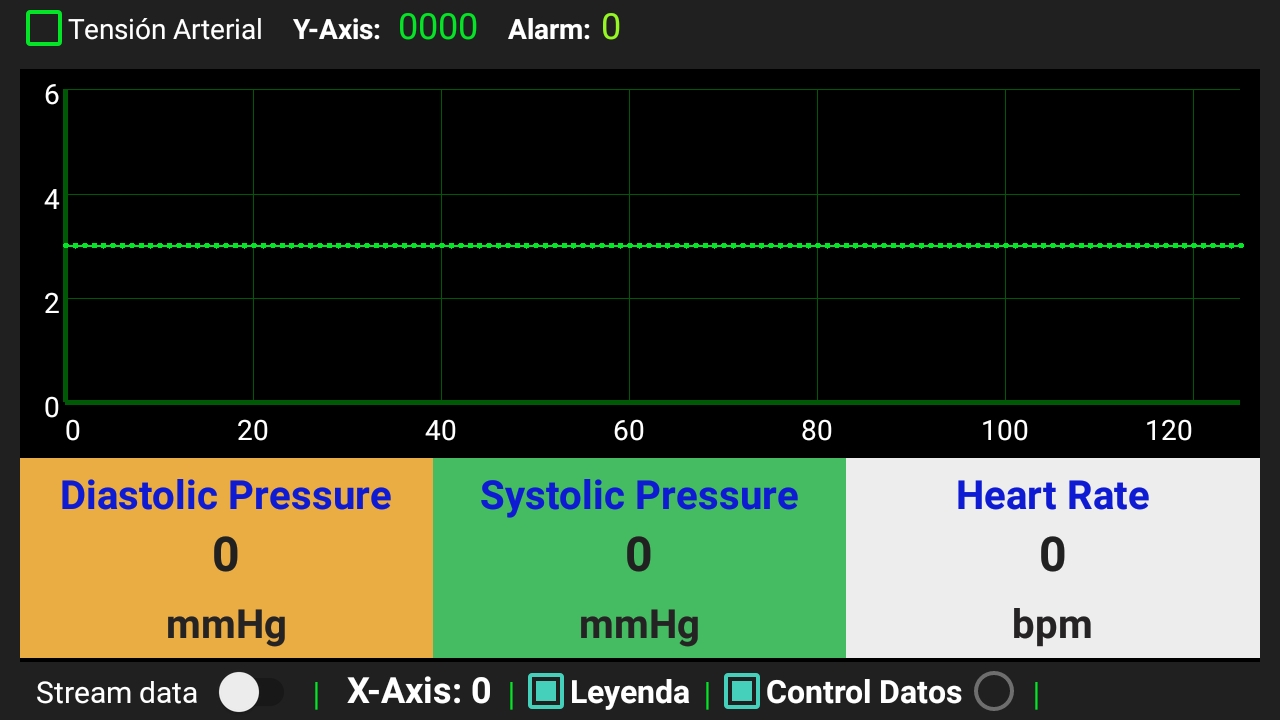 Tensión Arterial Y-Axis: 0000 Alarm: 0
6
4
2
0
0 20 40 60 80 100 120
Diastolic Pressure Systolic Pressure Heart Rate
0 0 0
mmHg mmHg bpm
Stream data | X-Axis: 0 | Leyenda | Control Datos |